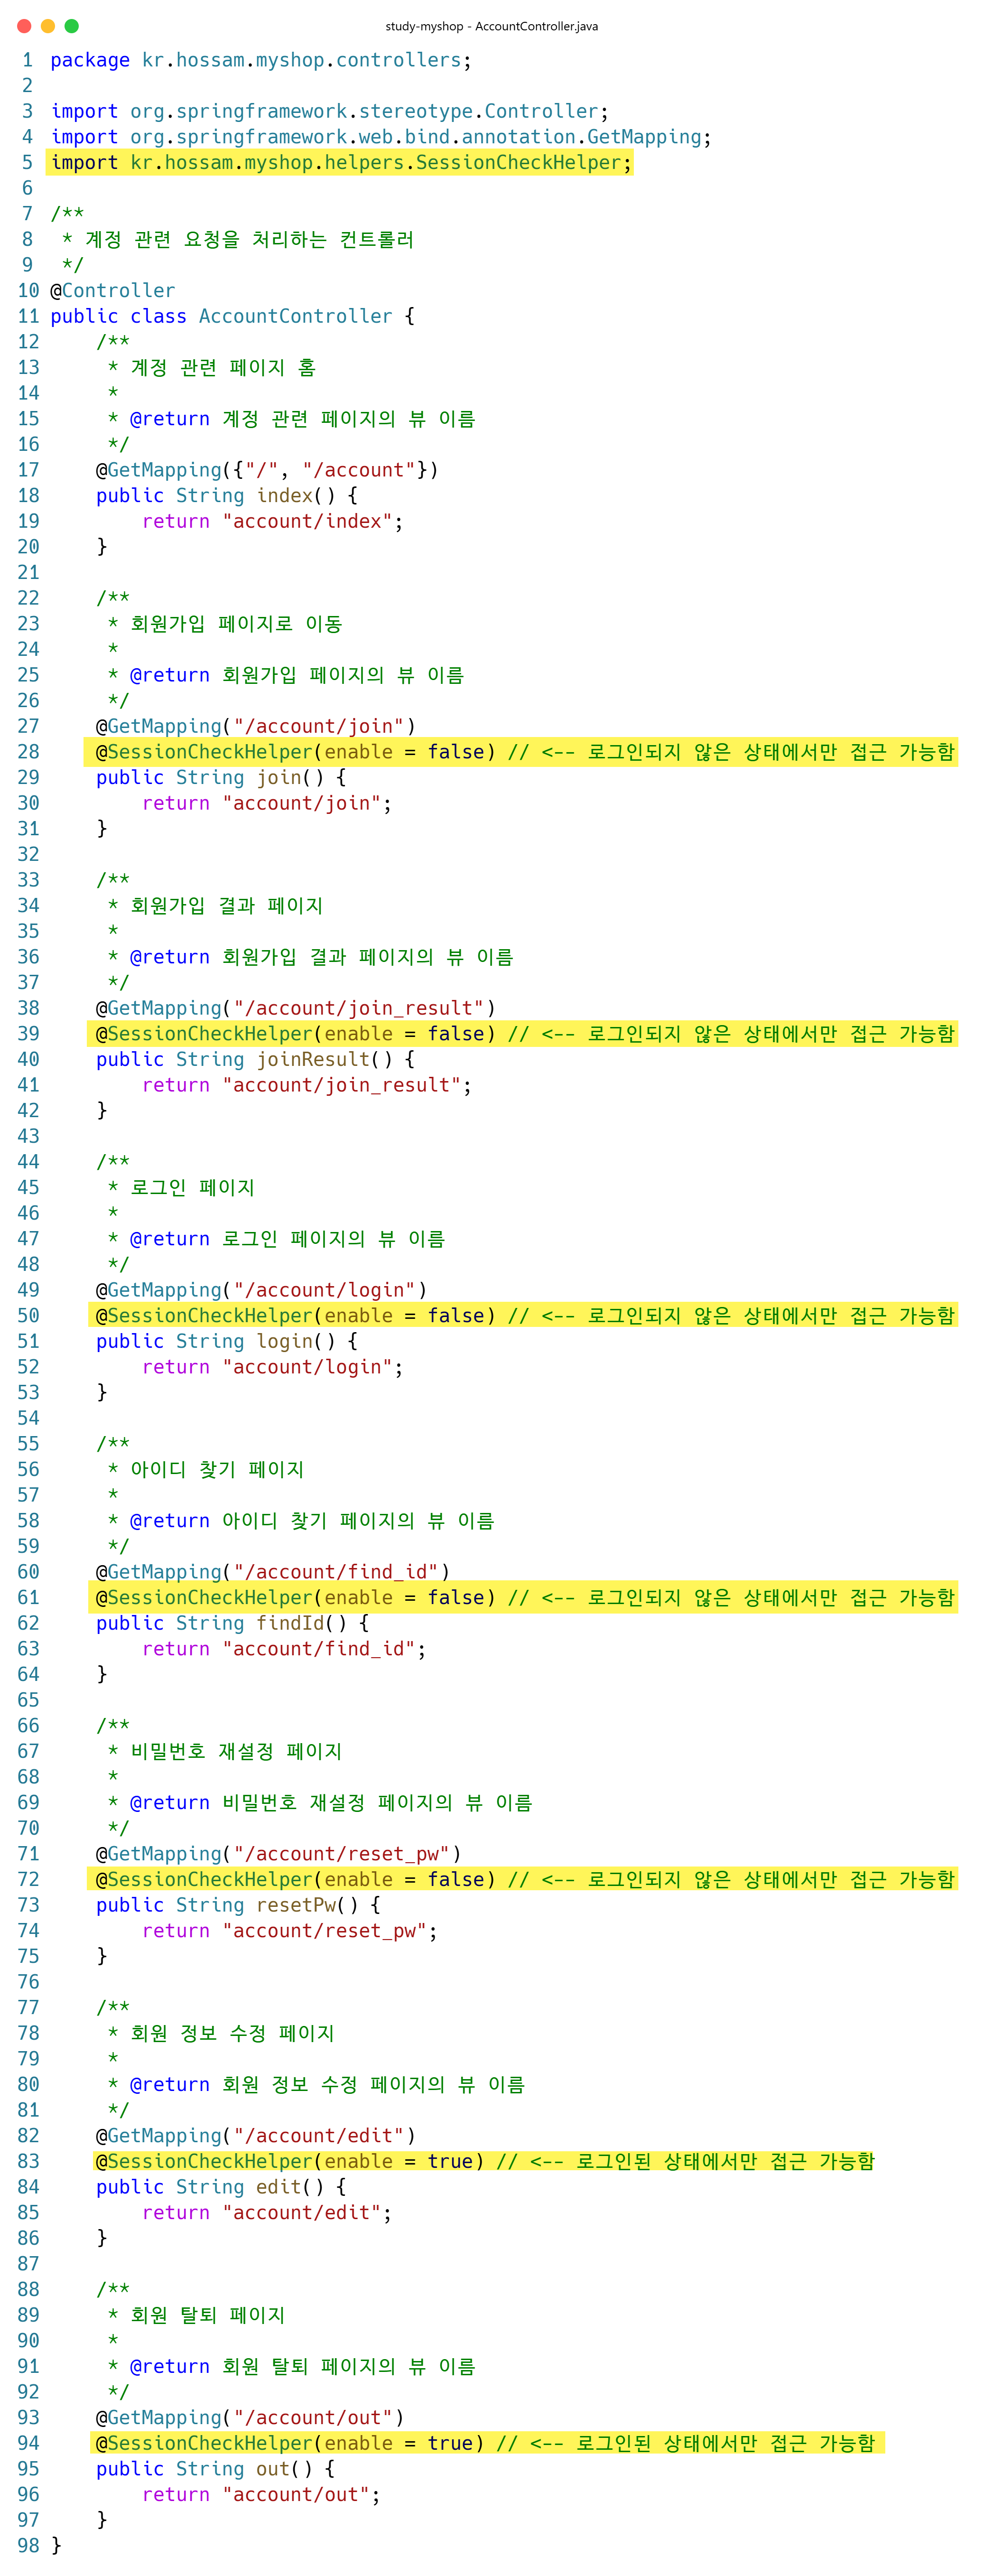 study-myshop - AccountController.java
1 package kr.hossam.myshop.controllers;
2
3 import org.springframework.stereotype.Controller;
4 import org.springframework.web.bind.annotation.GetMapping;
5 import kr.hossam.myshop.helpers.SessionCheckHelper;
6
7 /**
8  * 계정 관련 요청을 처리하는 컨트롤러
9  */
10 @Controller
11 public class AccountController {
12     /**
13      * 계정 관련 페이지 홈
14      *
15      * @return 계정 관련 페이지의 뷰 이름
16      */
17     @GetMapping({"/", "/account"})
18     public String index() {
19         return "account/index";
20     }
21
22     /**
23      * 회원가입 페이지로 이동
24      *
25      * @return 회원가입 페이지의 뷰 이름
26      */
27     @GetMapping("/account/join")
28     @SessionCheckHelper(enable = false) // <-- 로그인되지 않은 상태에서만 접근 가능함
29     public String join() {
30         return "account/join";
31     }
32
33     /**
34      * 회원가입 결과 페이지
35      *
36      * @return 회원가입 결과 페이지의 뷰 이름
37      */
38     @GetMapping("/account/join_result")
39     @SessionCheckHelper(enable = false) // <-- 로그인되지 않은 상태에서만 접근 가능함
40     public String joinResult() {
41         return "account/join_result";
42     }
43
44     /**
45      * 로그인 페이지
46      *
47      * @return 로그인 페이지의 뷰 이름
48      */
49     @GetMapping("/account/login")
50     @SessionCheckHelper(enable = false) // <-- 로그인되지 않은 상태에서만 접근 가능함
51     public String login() {
52         return "account/login";
53     }
54
55     /**
56      * 아이디 찾기 페이지
57      *
58      * @return 아이디 찾기 페이지의 뷰 이름
59      */
60     @GetMapping("/account/find_id")
61     @SessionCheckHelper(enable = false) // <-- 로그인되지 않은 상태에서만 접근 가능함
62     public String findId() {
63         return "account/find_id";
64     }
65
66     /**
67      * 비밀번호 재설정 페이지
68      *
69      * @return 비밀번호 재설정 페이지의 뷰 이름
70      */
71     @GetMapping("/account/reset_pw")
72     @SessionCheckHelper(enable = false) // <-- 로그인되지 않은 상태에서만 접근 가능함
73     public String resetPw() {
74         return "account/reset_pw";
75     }
76
77     /**
78      * 회원 정보 수정 페이지
79      *
80      * @return 회원 정보 수정 페이지의 뷰 이름
81      */
82     @GetMapping("/account/edit")
83     @SessionCheckHelper(enable = true) // <-- 로그인된 상태에서만 접근 가능함
84     public String edit() {
85         return "account/edit";
86     }
87
88     /**
89      * 회원 탈퇴 페이지
90      *
91      * @return 회원 탈퇴 페이지의 뷰 이름
92      */
93     @GetMapping("/account/out")
94     @SessionCheckHelper(enable = true) // <-- 로그인된 상태에서만 접근 가능함
95     public String out() {
96         return "account/out";
97     }
98 }